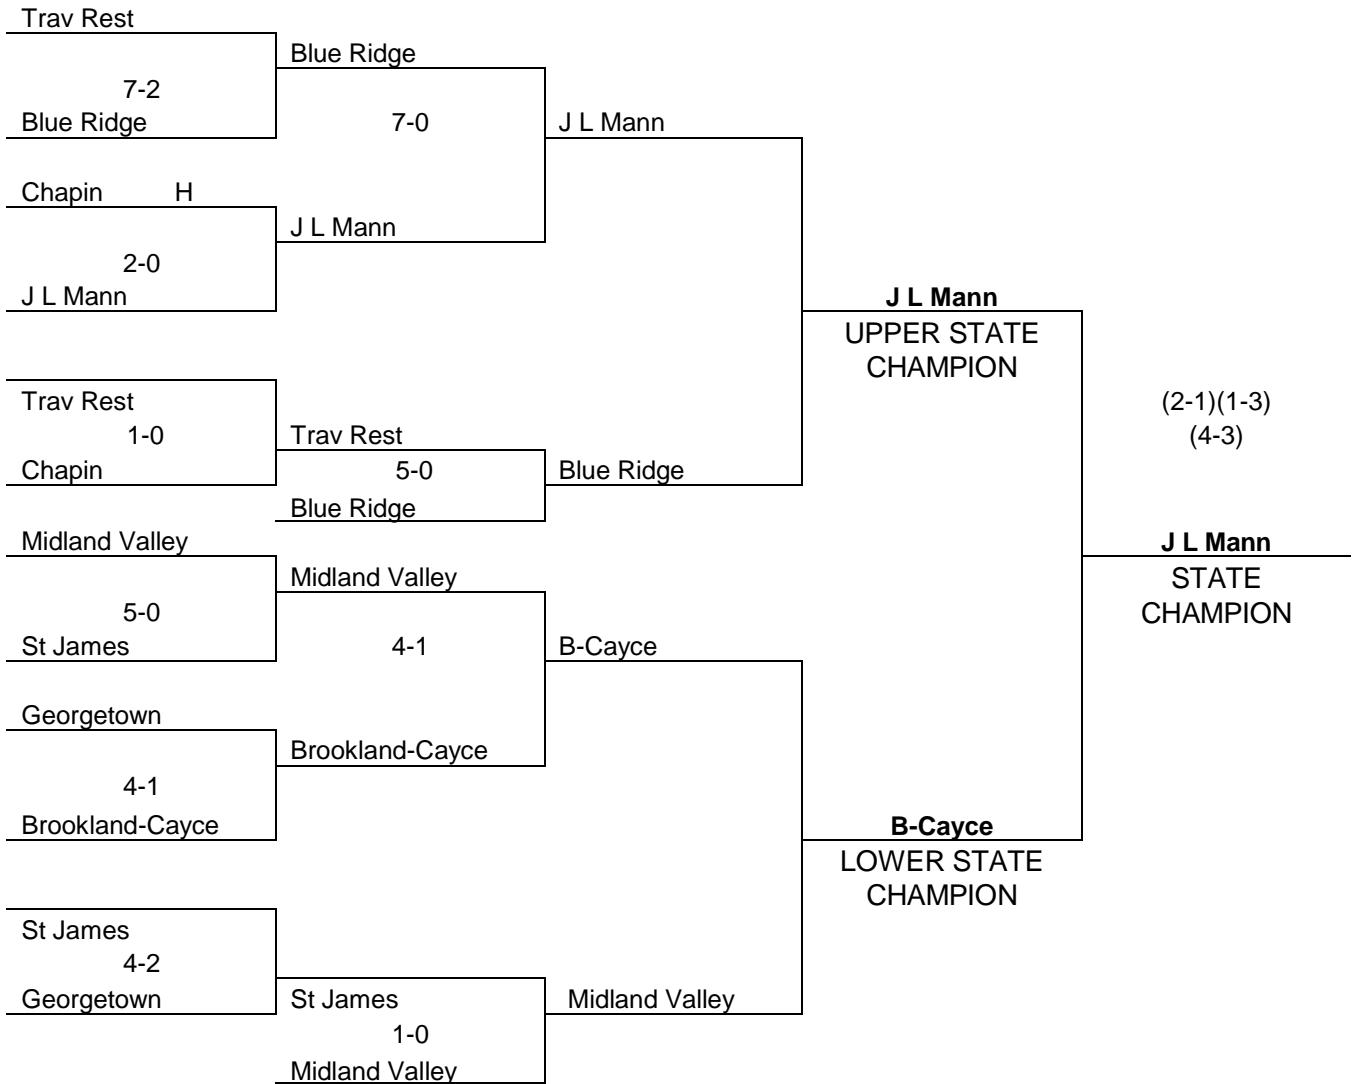 Trav Rest
Blue Ridge
7-2
Blue Ridge
7-0
J L Mann
Chapin H
J L Mann
2-0
J L Mann
J L Mann
UPPER STATE
CHAMPION
Trav Rest
(2-1)(1-3)
1-0
Trav Rest
(4-3)
Chapin
5-0
Blue Ridge
Blue Ridge
Midland Valley
J L Mann
Midland Valley
STATE
5-0
CHAMPION
St James
4-1
B-Cayce
Georgetown
Brookland-Cayce
4-1
Brookland-Cayce
B-Cayce
LOWER STATE
CHAMPION
St James
4-2
Georgetown
St James
Midland Valley
1-0
Midland Valley